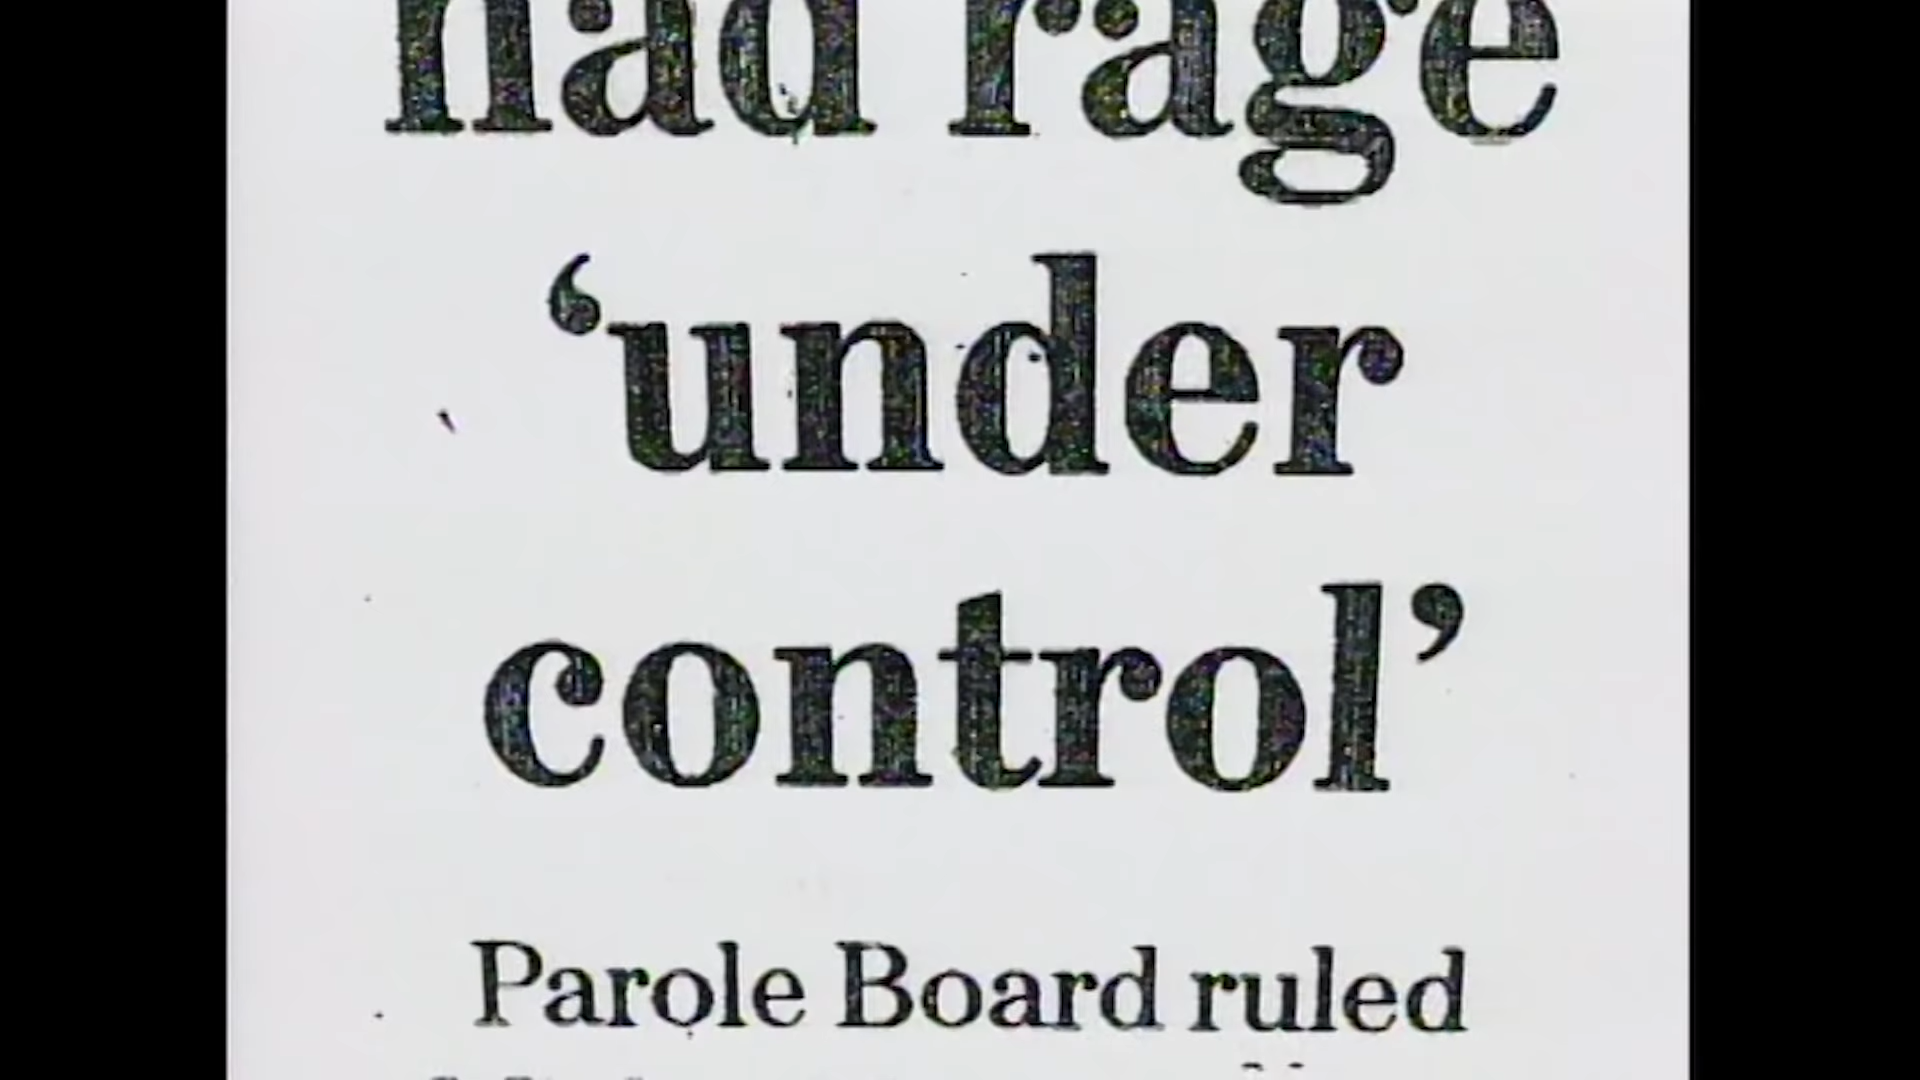 had rage
‘under
control’
Parole Board ruled